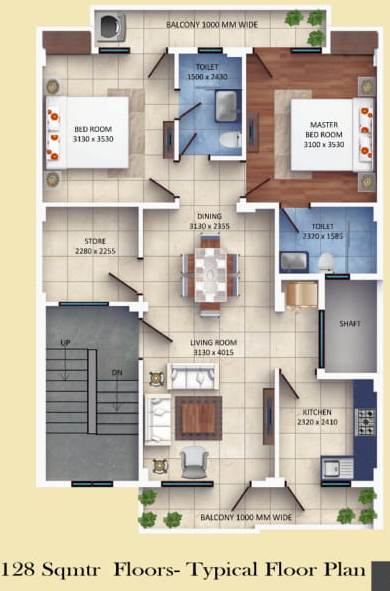 BALCONY 1000 MM WIDE
TOILET
1500 x 2430
BED ROOM
3130 x 3530
MASTER
BED ROOM
3100 x 3530
DINING
3130 x 2355
TOILET
2320 x 1585
STORE
2280 x 2255
SHAFT
UP
DN
LIVING ROOM
3130 x 4015
KITCHEN
2320 x 2410
BALCONY 1000 MM WIDE
128 Sqmtr Floors- Typical Floor Plan